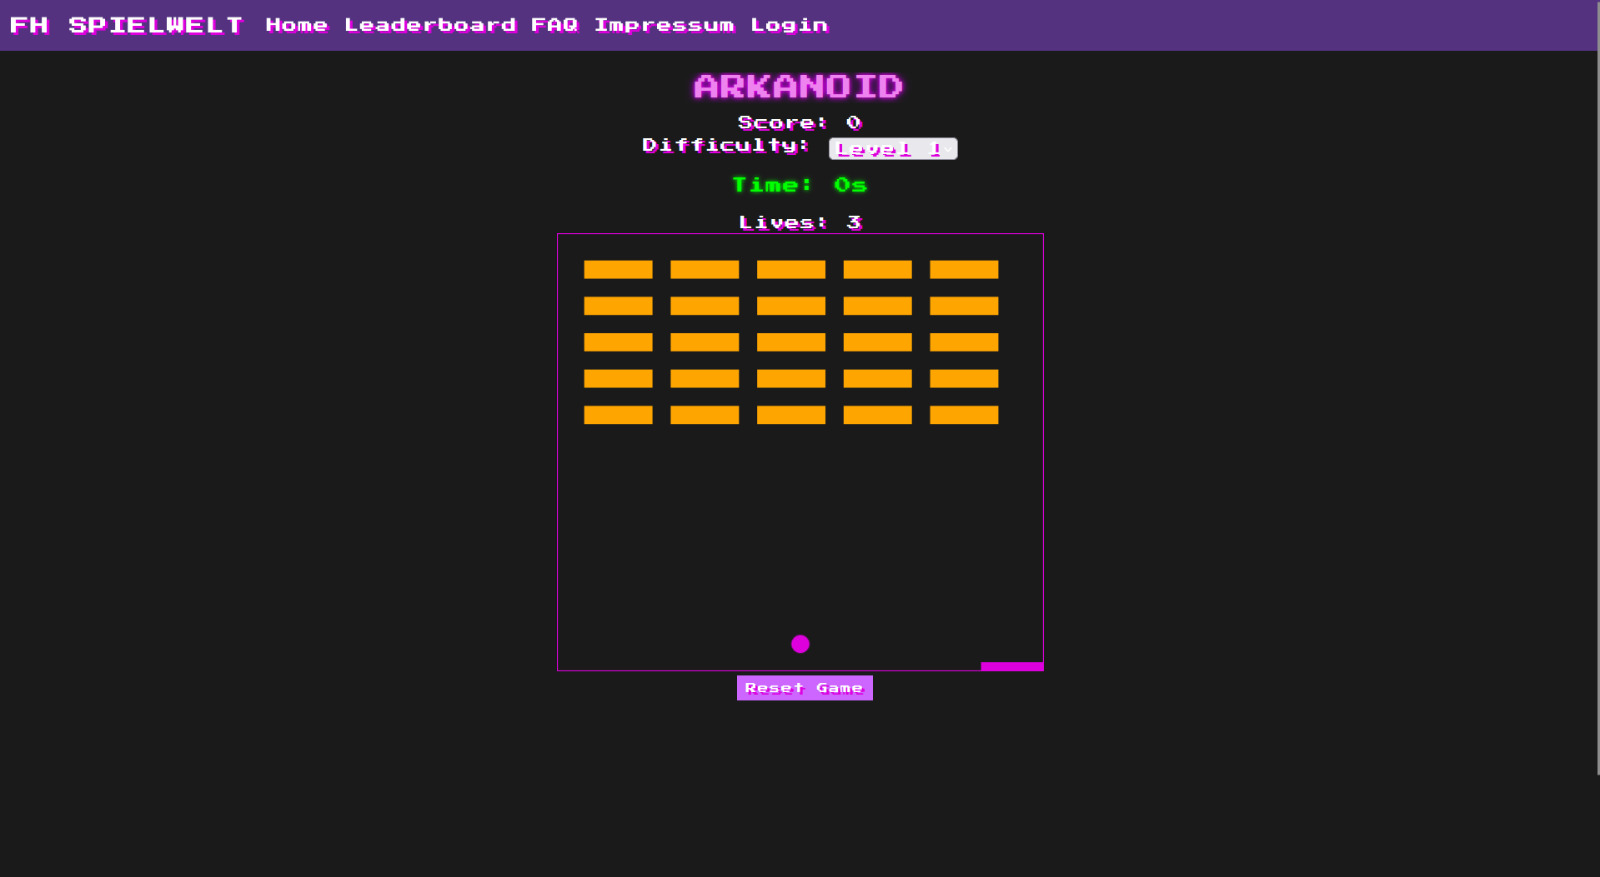 FH SPIELWELT Home Leaderboard FAQ Impressum Login
ARKANOID
Score: 0
Difficulty: Level 1
Time: 0s
Lives: 3
Reset Game